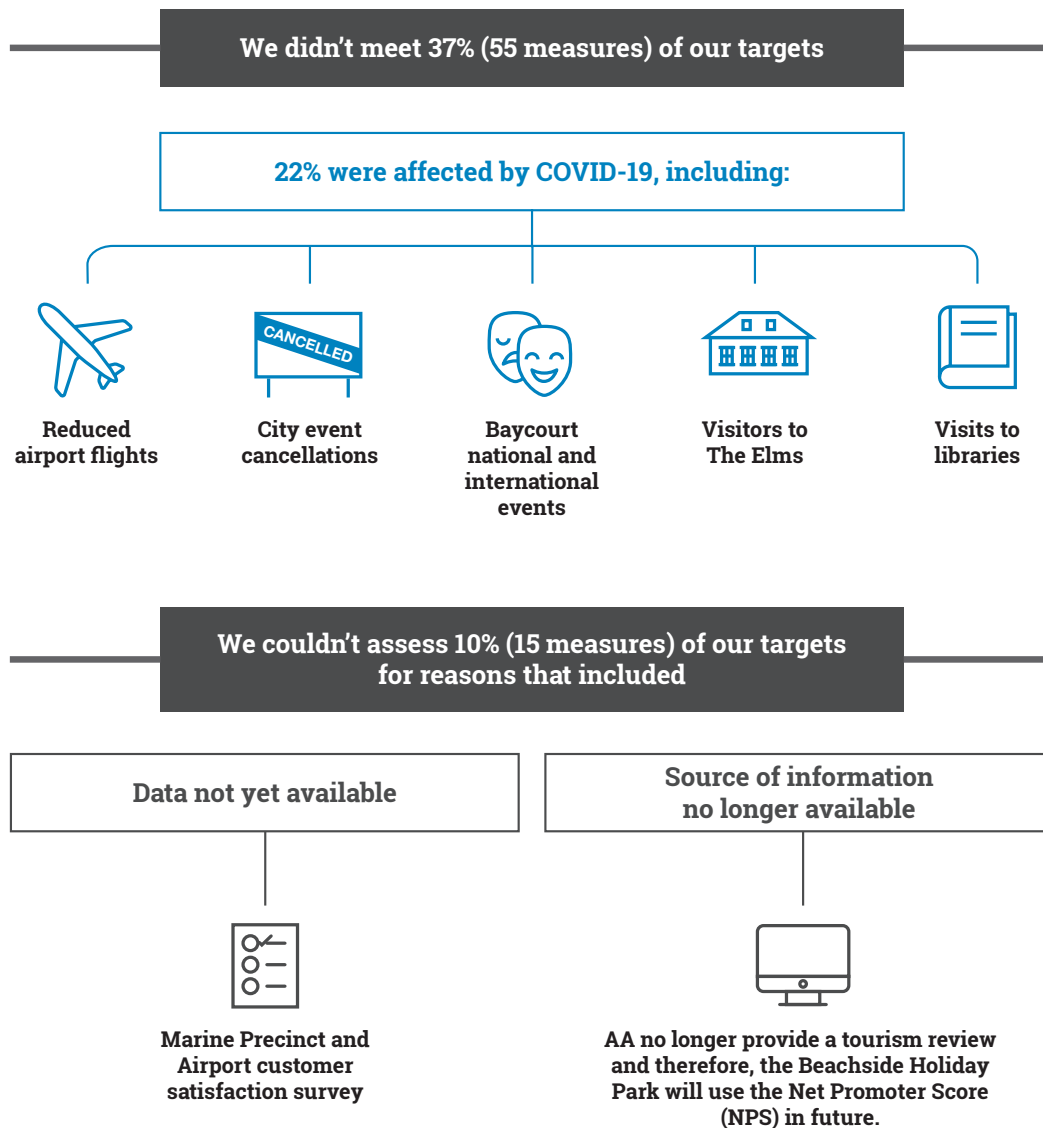 We didn’t meet 37% (55 measures) of our targets
22% were affected by COVID-19, including:
CANCELLED
Reduced
airport flights
City event
cancellations
Baycourt
national and
international
events
Visitors to
The Elms
Visits to
libraries
We couldn’t assess 10% (15 measures) of our targets
for reasons that included
Data not yet available
Source of information
no longer available
Marine Precinct and
Airport customer
satisfaction survey
AA no longer provide a tourism review
and therefore, the Beachside Holiday
Park will use the Net Promoter Score
(NPS) in future.